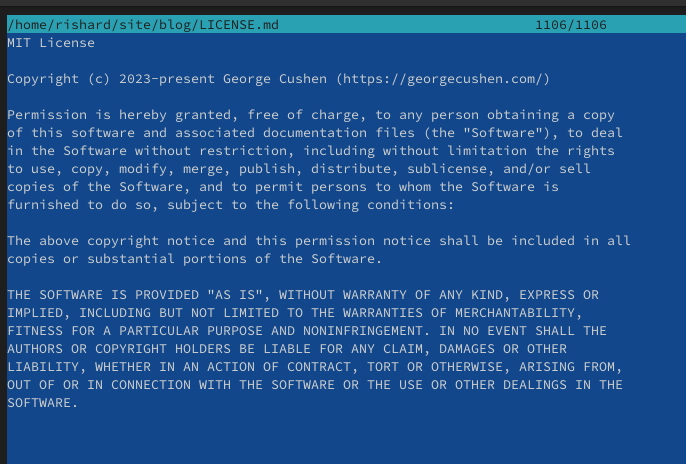 /home/rishard/site/blog/LICENSE.md 1106/1106
MIT License
Copyright (c) 2023-present George Cushen (https://georgecushen.com/)
Permission is hereby granted, free of charge, to any person obtaining a copy
of this software and associated documentation files (the "Software"), to deal
in the Software without restriction, including without limitation the rights
to use, copy, modify, merge, publish, distribute, sublicense, and/or sell
copies of the Software, and to permit persons to whom the Software is
furnished to do so, subject to the following conditions:
The above copyright notice and this permission notice shall be included in all
copies or substantial portions of the Software.
THE SOFTWARE IS PROVIDED "AS IS", WITHOUT WARRANTY OF ANY KIND, EXPRESS OR
IMPLIED, INCLUDING BUT NOT LIMITED TO THE WARRANTIES OF MERCHANTABILITY,
FITNESS FOR A PARTICULAR PURPOSE AND NONINFRINGEMENT. IN NO EVENT SHALL THE
AUTHORS OR COPYRIGHT HOLDERS BE LIABLE FOR ANY CLAIM, DAMAGES OR OTHER
LIABILITY, WHETHER IN AN ACTION OF CONTRACT, TORT OR OTHERWISE, ARISING FROM,
OUT OF OR IN CONNECTION WITH THE SOFTWARE OR THE USE OR OTHER DEALINGS IN THE
SOFTWARE.